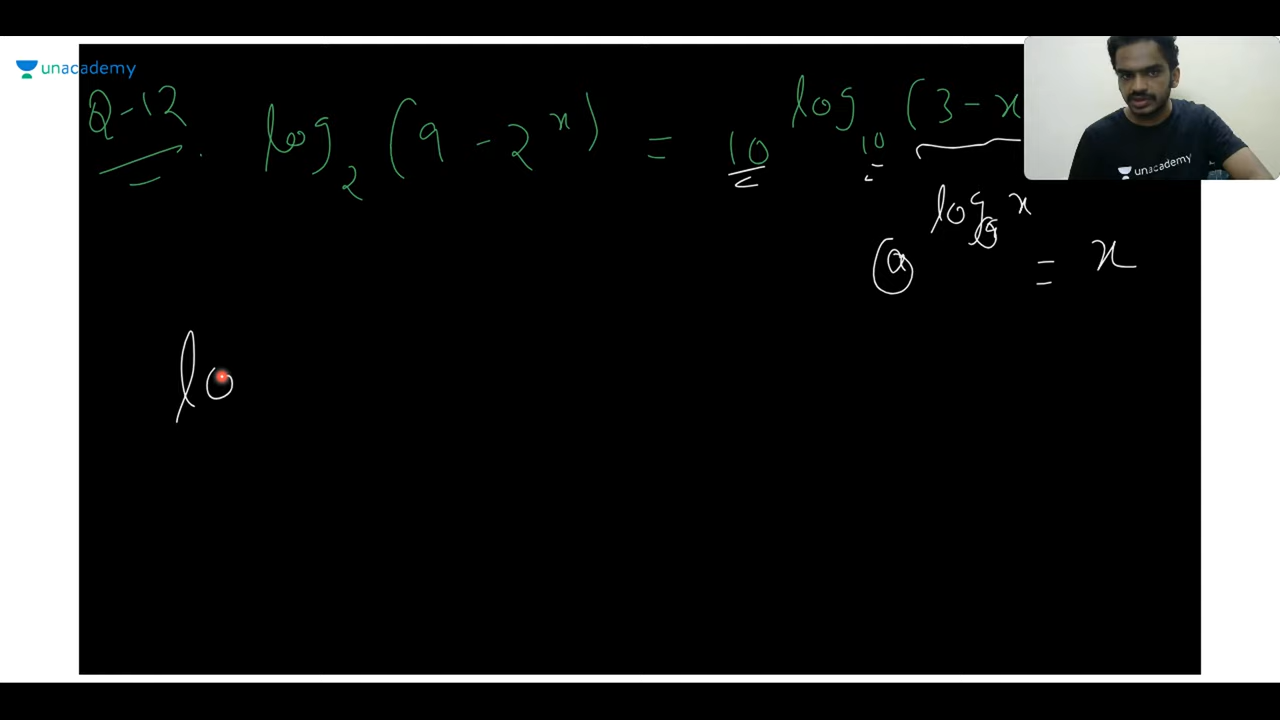 unacademy
Q-12. log₂ (9 - 2ˣ) = 10^log₁₀ (3 - x
unacademy
a^logₐ x = x
lo